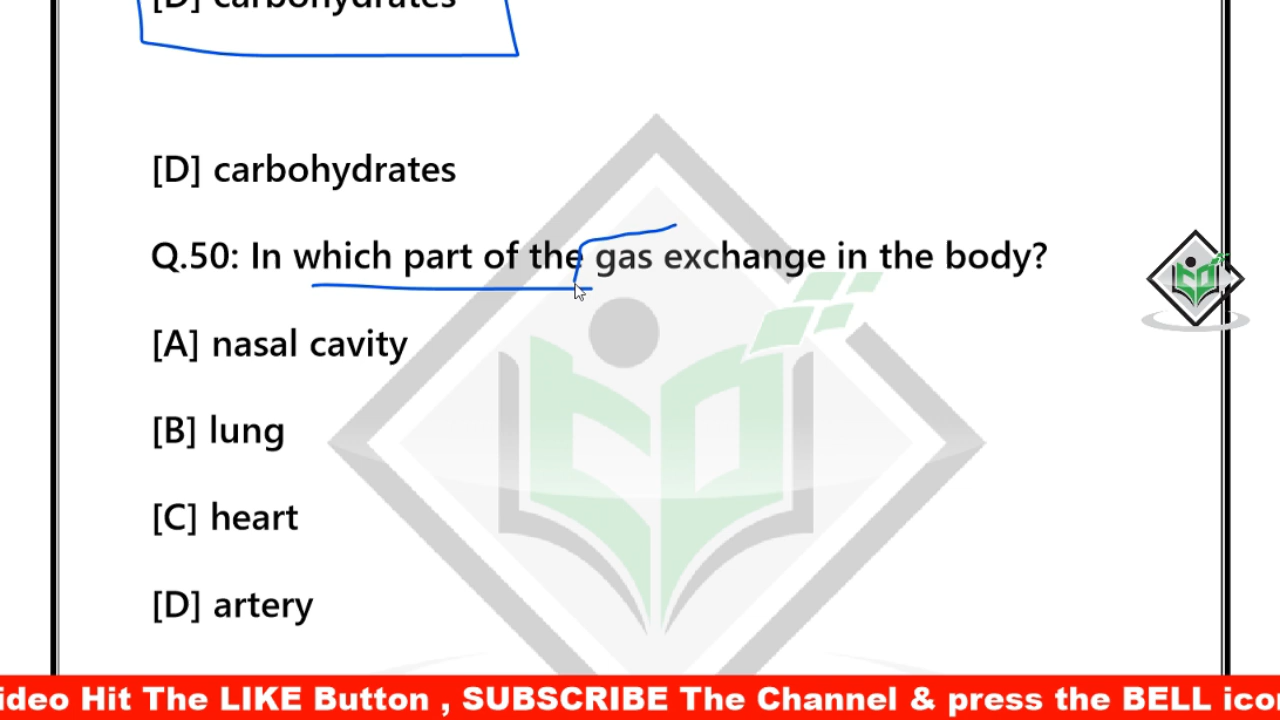 [D] carbohydrates
[D] carbohydrates
Q.50: In which part of the gas exchange in the body?
[A] nasal cavity
[B] lung
[C] heart
[D] artery
ideo Hit The LIKE Button , SUBSCRIBE The Channel & press the BELL ico